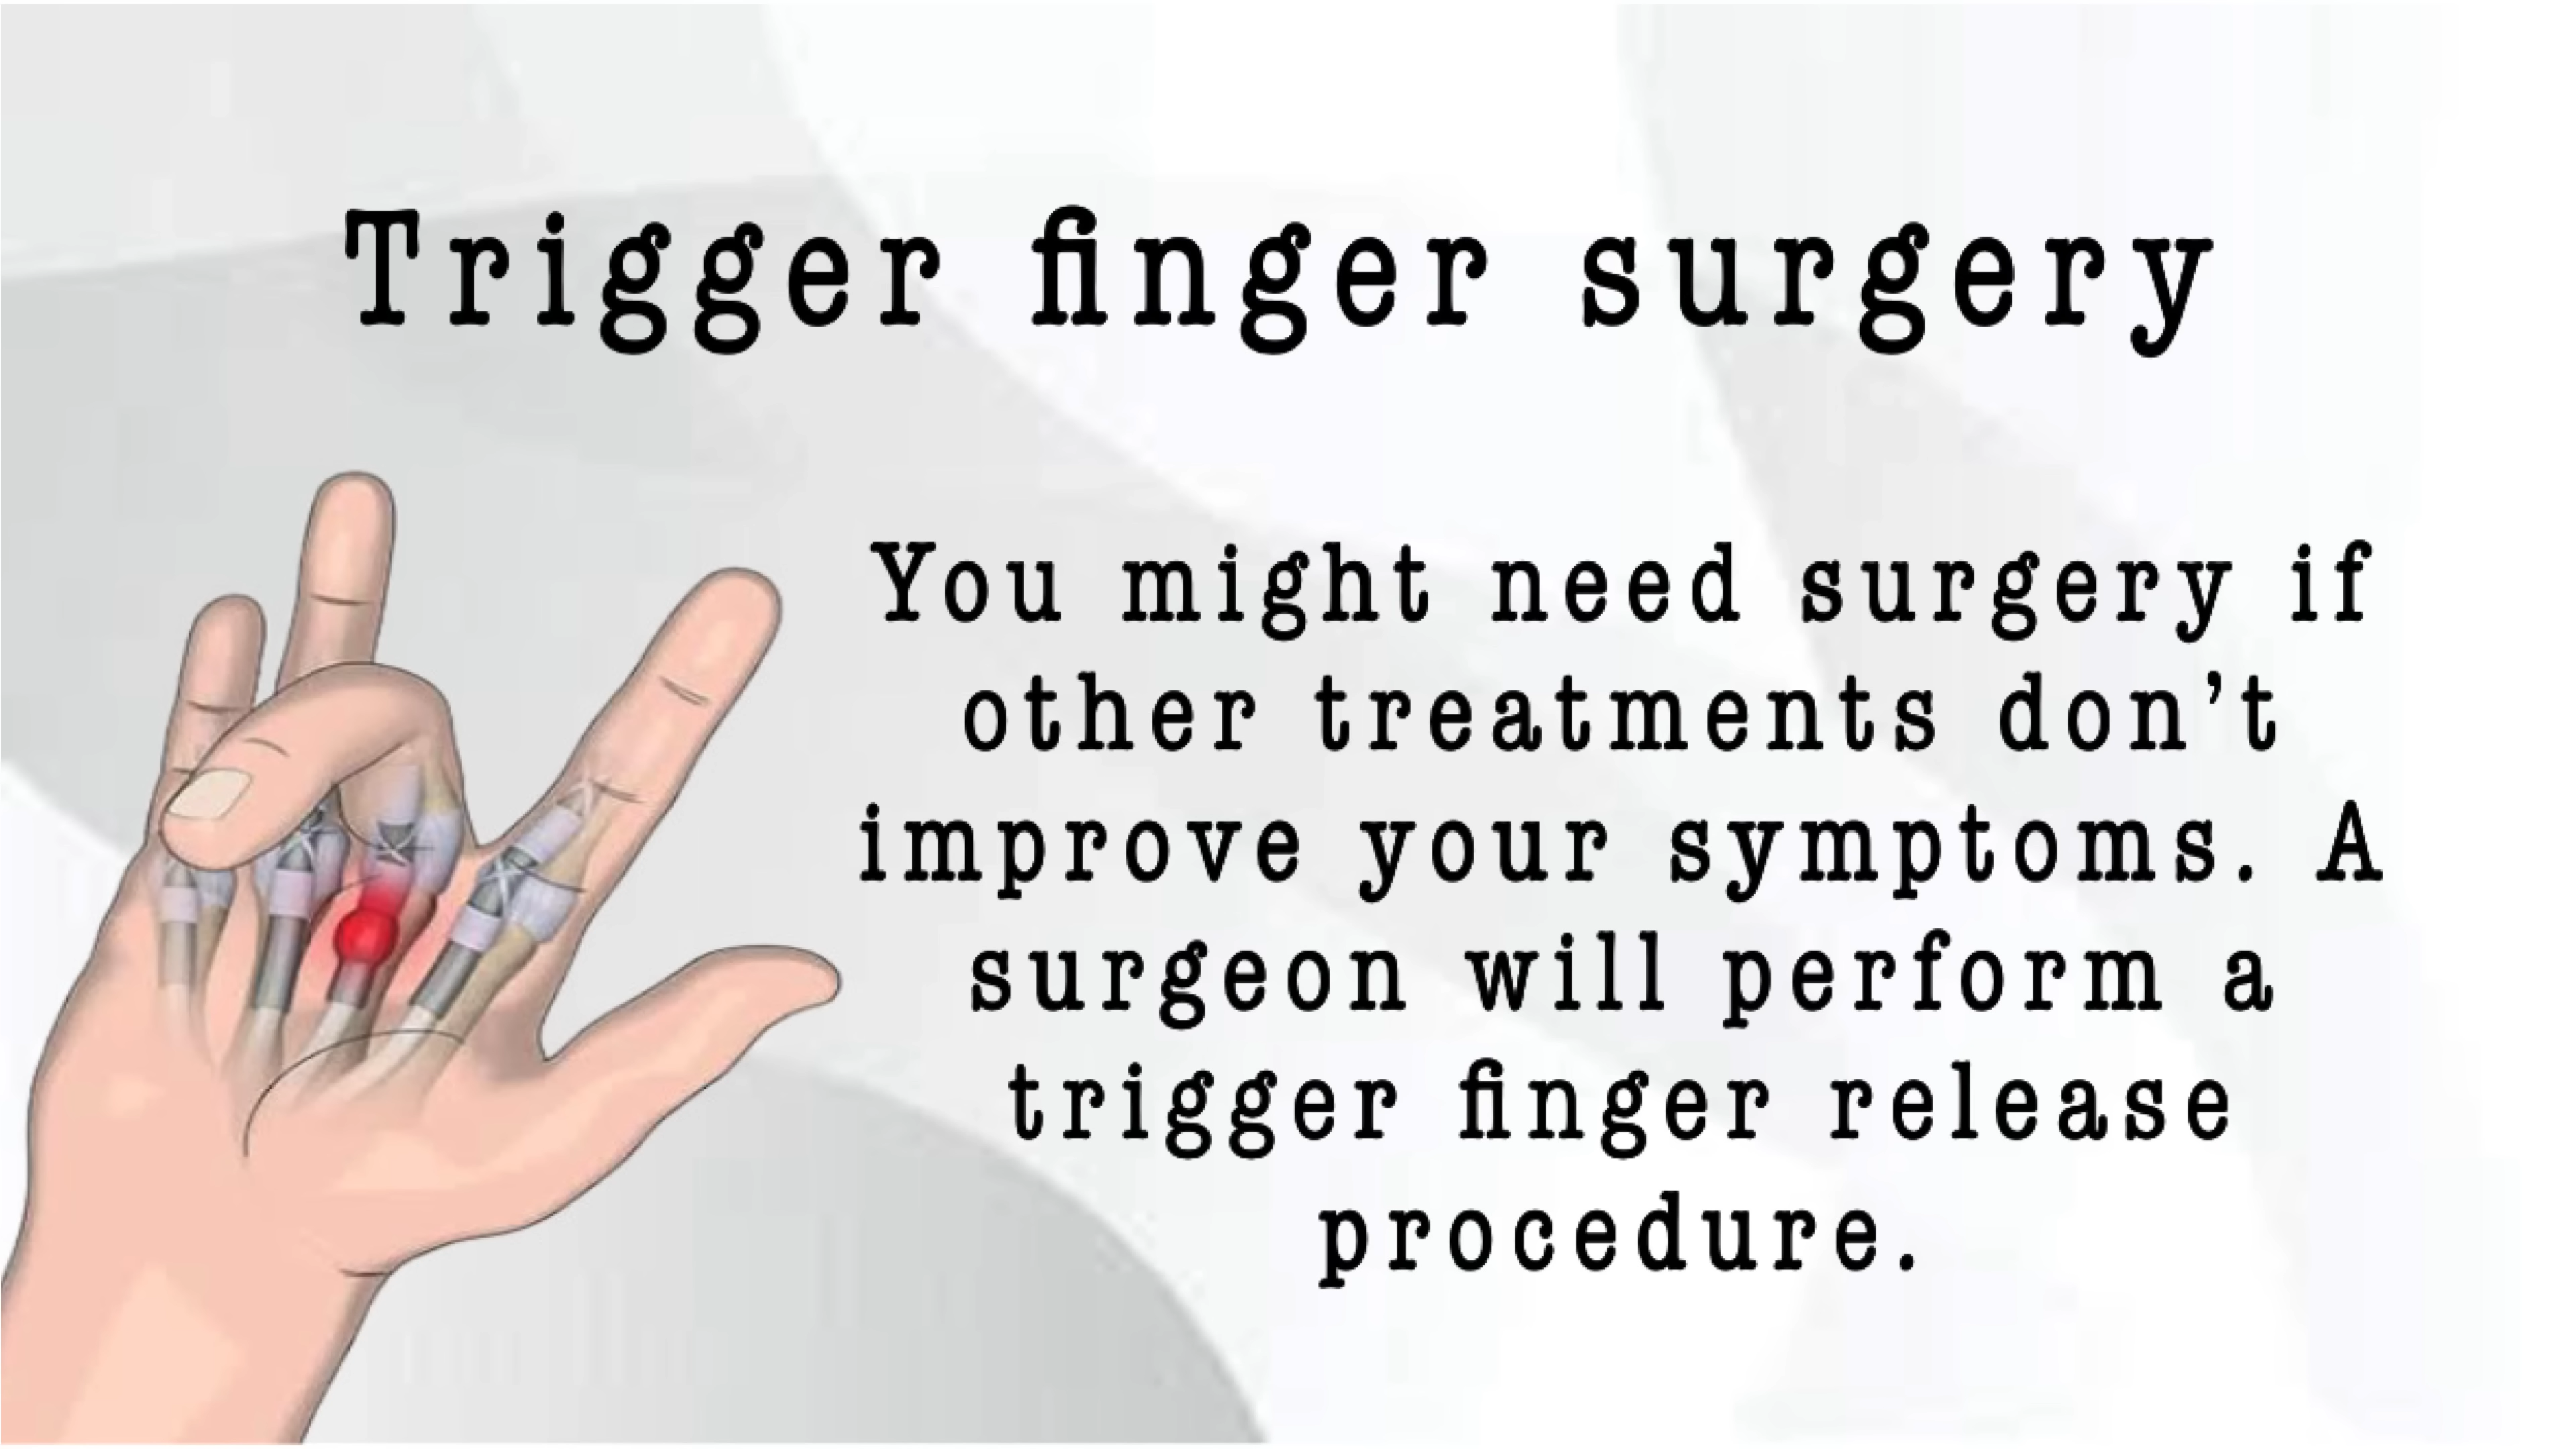 Trigger finger surgery
You might need surgery if
other treatments don’t
improve your symptoms. A
surgeon will perform a
trigger finger release
procedure.